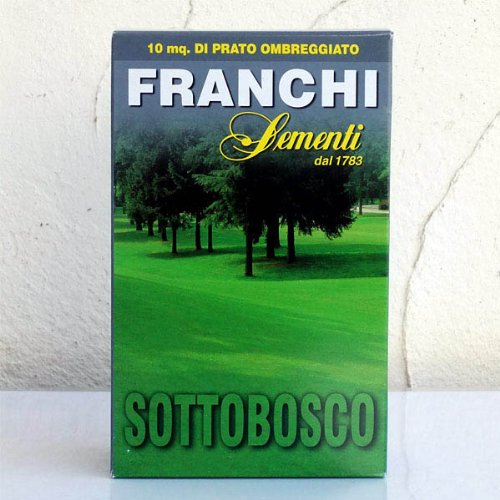 10 mq. DI PRATO OMBREGGIATO
FRANCHI
Sementi
dal 1783
SOTTOBOSCO